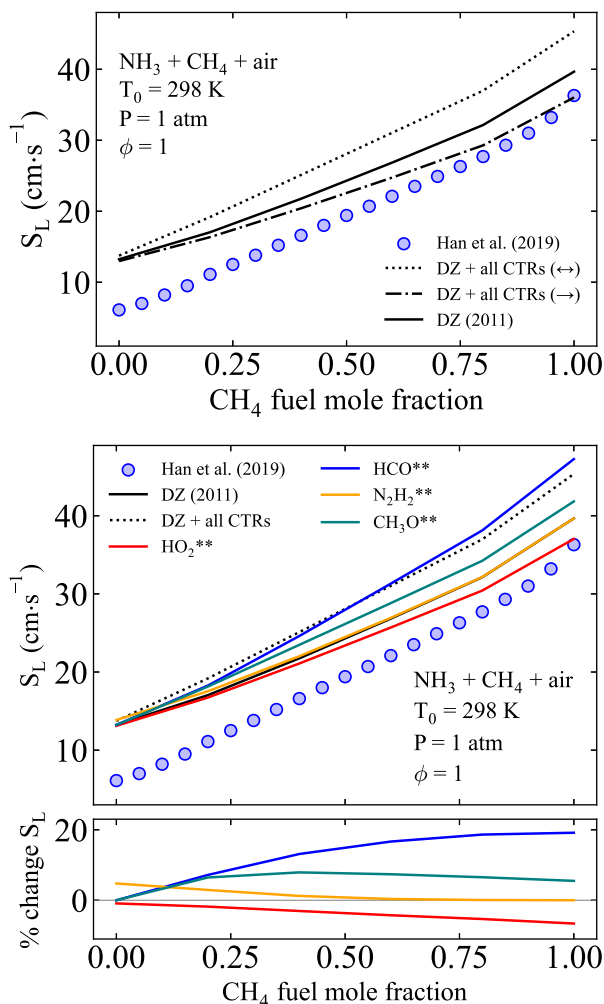 40
30
20
10
S_L (cm·s⁻¹)
NH₃ + CH₄ + air
T₀ = 298 K
P = 1 atm
ϕ = 1
Han et al. (2019)
DZ + all CTRs (↔)
DZ + all CTRs (→)
DZ (2011)
0.00 0.25 0.50 0.75 1.00
CH₄ fuel mole fraction
Han et al. (2019)
DZ (2011)
DZ + all CTRs
HO₂**
HCO**
N₂H₂**
CH₃O**
40
30
20
10
S_L (cm·s⁻¹)
NH₃ + CH₄ + air
T₀ = 298 K
P = 1 atm
ϕ = 1
20
0
% change S_L
0.00 0.25 0.50 0.75 1.00
CH₄ fuel mole fraction